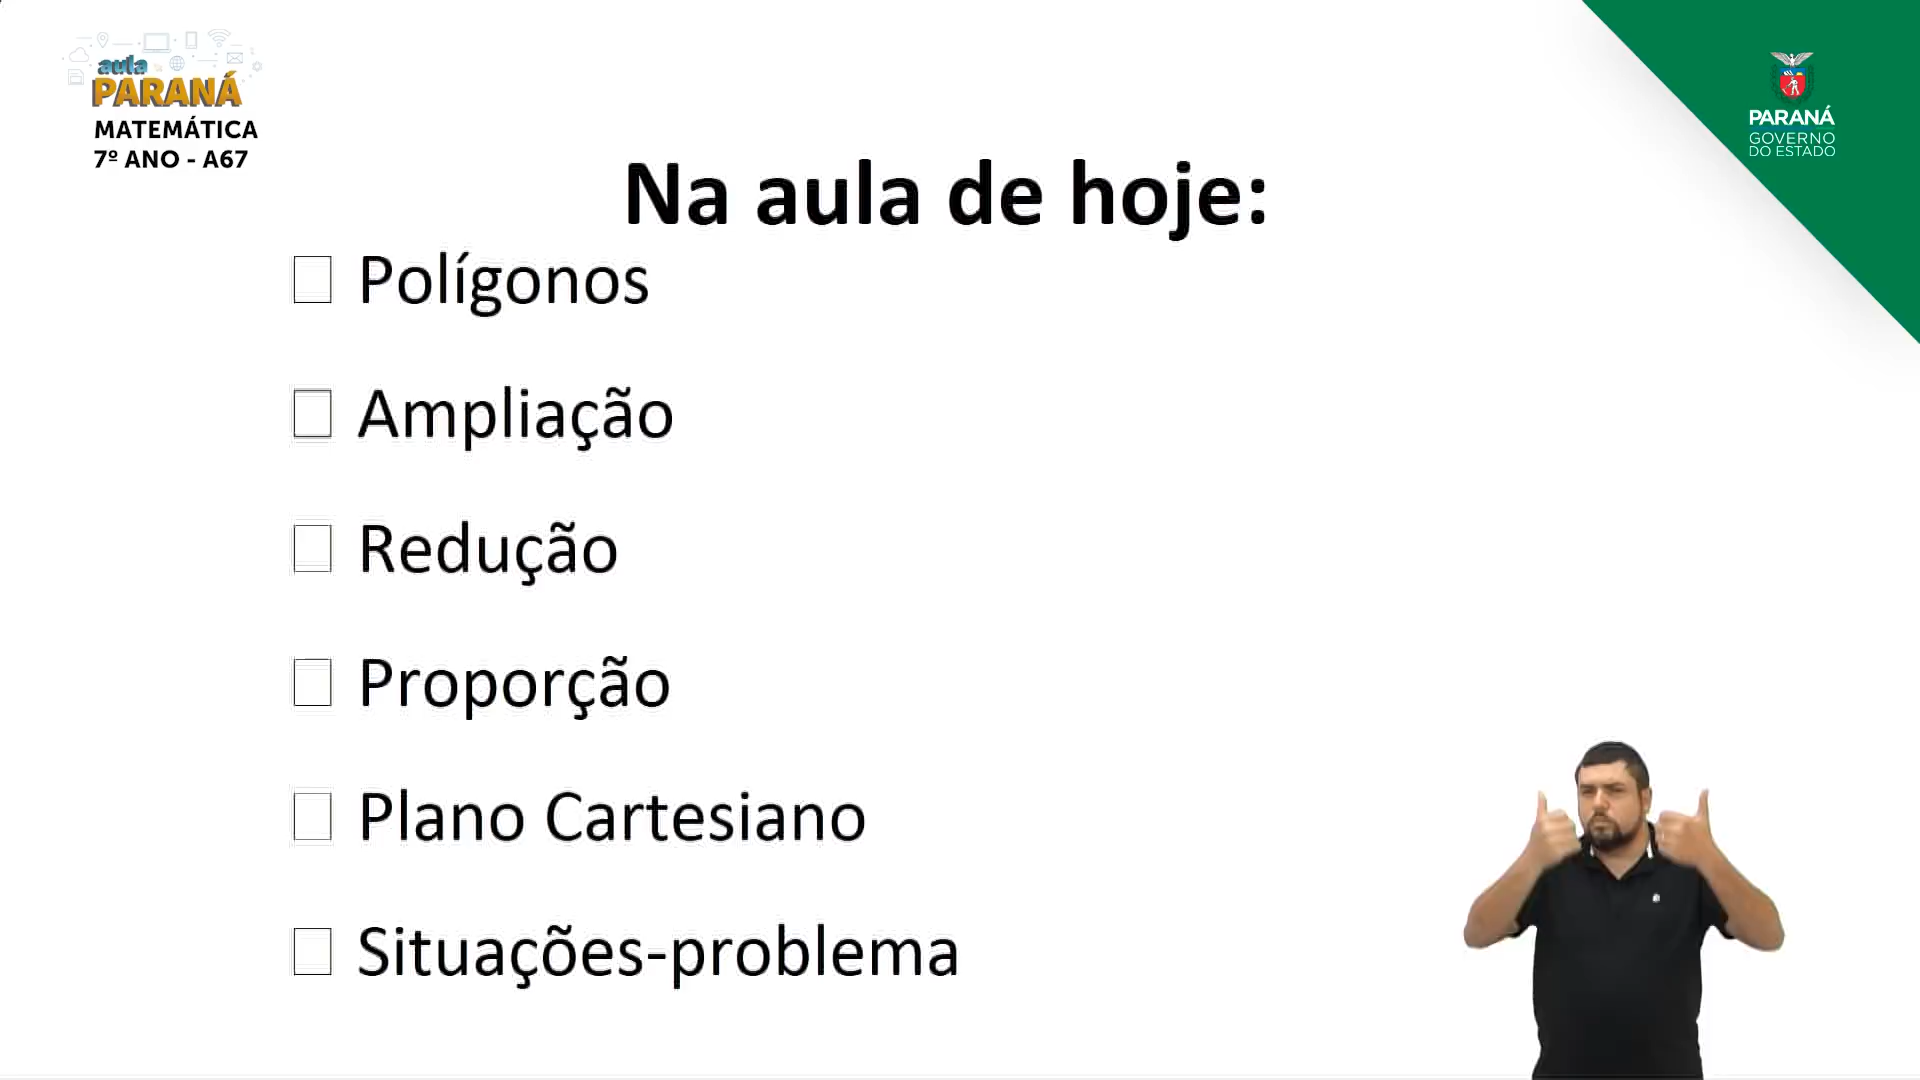 aula
PARANÁ
MATEMÁTICA
7º ANO - A67
PARANÁ
GOVERNO
DO ESTADO
Na aula de hoje:
Polígonos
Ampliação
Redução
Proporção
Plano Cartesiano
Situações-problema